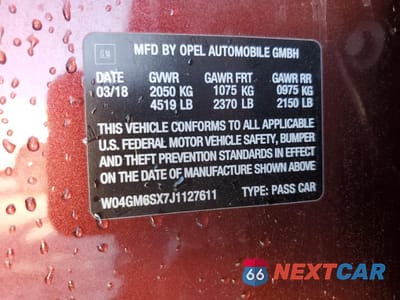 GM
MFD BY OPEL AUTOMOBILE GMBH
DATE GVWR GAWR FRT GAWR RR
03/18 2050 KG 1075 KG 0975 KG
4519 LB 2370 LB 2150 LB
THIS VEHICLE CONFORMS TO ALL APPLICABLE
U.S. FEDERAL MOTOR VEHICLE SAFETY, BUMPER
AND THEFT PREVENTION STANDARDS IN EFFECT
ON THE DATE OF MANUFACTURE SHOWN ABOVE.
W04GM6SX7J1127611 TYPE: PASS CAR
66 NEXTCAR